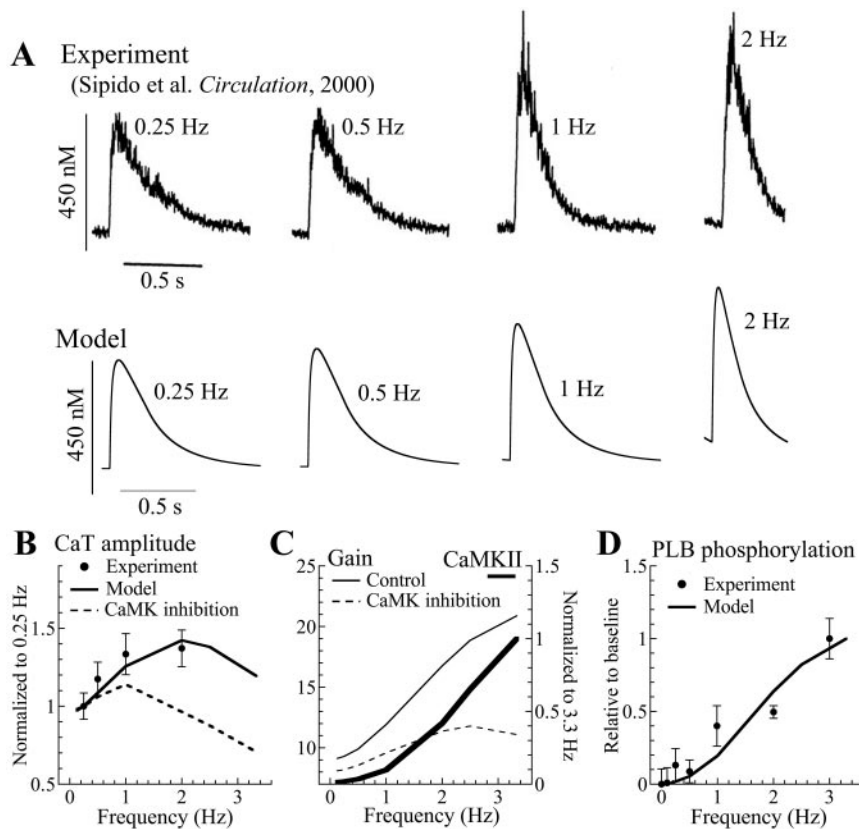 A Experiment
(Sipido et al. Circulation, 2000)
0.25 Hz
0.5 Hz
1 Hz
2 Hz
450 nM
0.5 s
Model
0.25 Hz
0.5 Hz
1 Hz
2 Hz
450 nM
0.5 s
B CaT amplitude
Experiment
Model
CaMK inhibition
Normalized to 0.25 Hz
1.5
1
0.5
0 1 2 3
Frequency (Hz)
C Gain CaMKII
Control
CaMK inhibition
25
20
15
10
1.5
1
0.5
0
Normalized to 3.3 Hz
0 1 2 3
Frequency (Hz)
D PLB phosphorylation
Experiment
Model
Relative to baseline
1.5
1
0.5
0
0 1 2 3
Frequency (Hz)